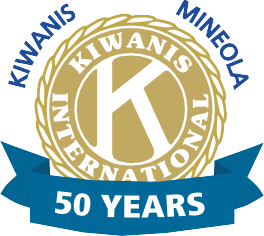 KIWANIS MINEOLA
KIWANIS
K
INTERNATIONAL
50 YEARS